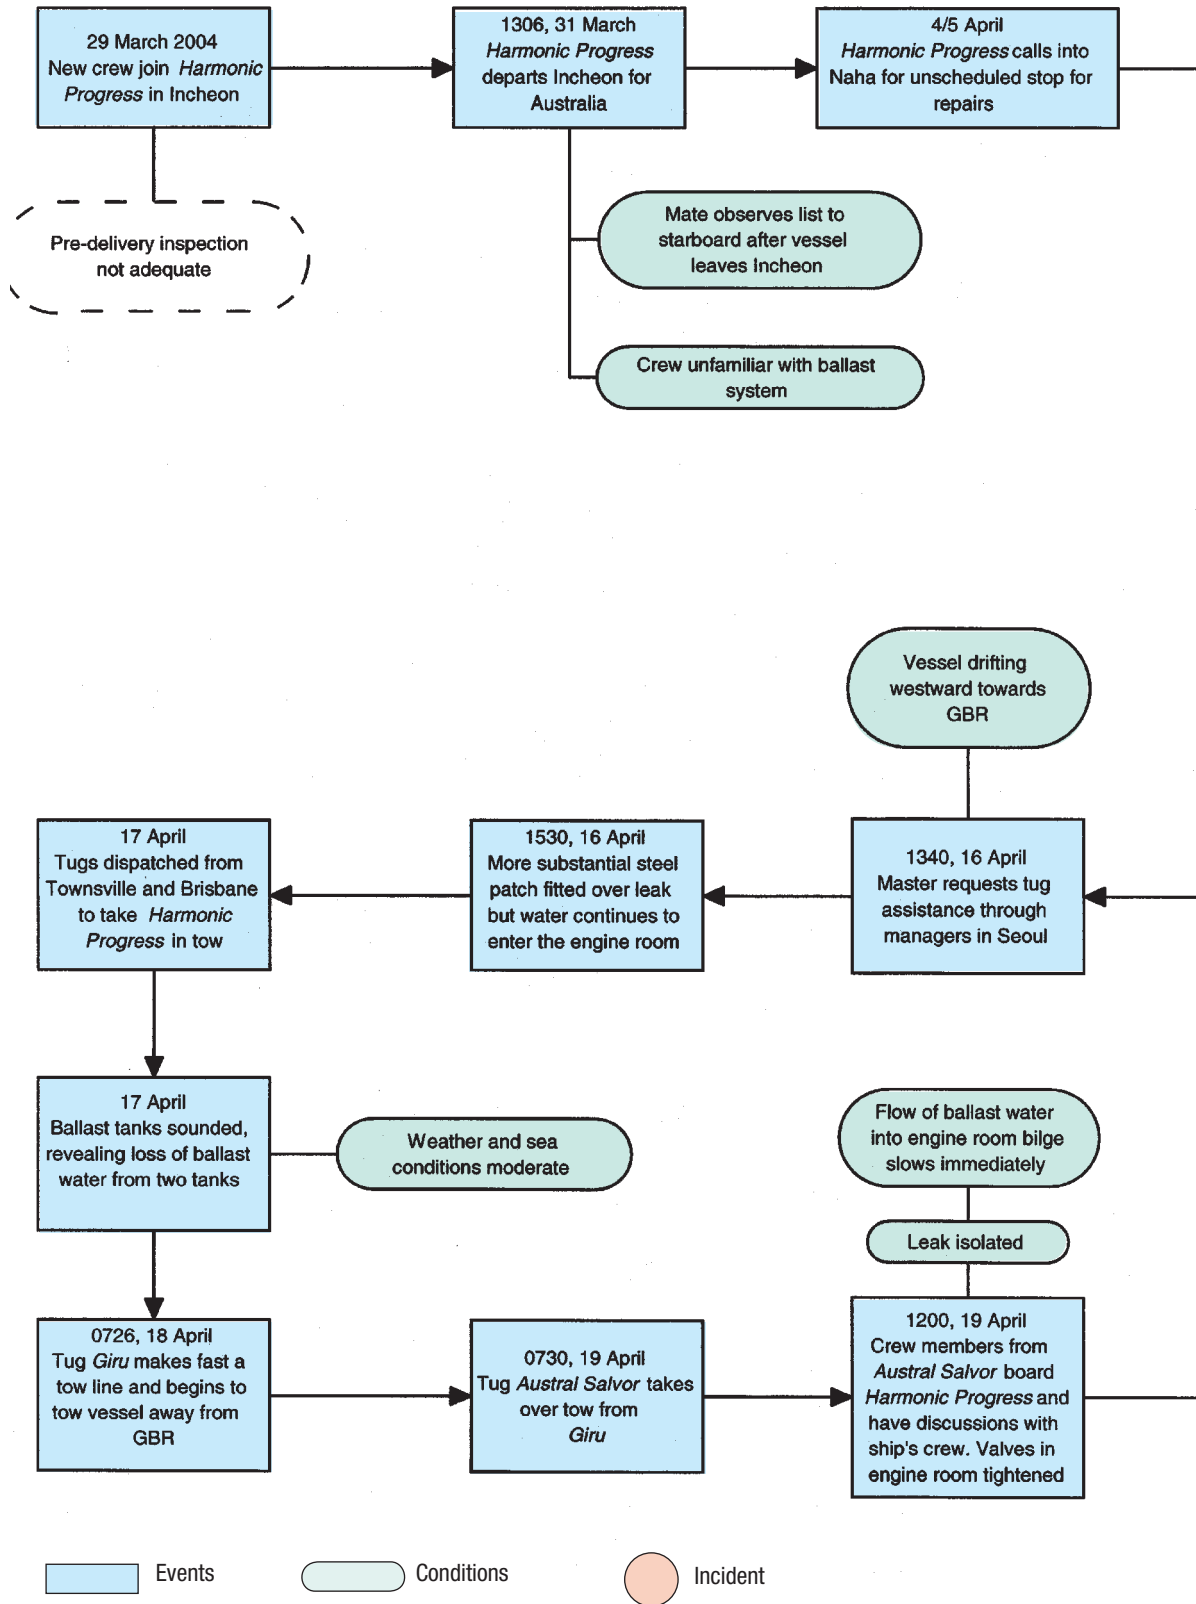 29 March 2004
New crew join Harmonic
Progress in Incheon
1306, 31 March
Harmonic Progress
departs Incheon for
Australia
4/5 April
Harmonic Progress calls into
Naha for unscheduled stop for
repairs
Pre-delivery inspection
not adequate
Mate observes list to
starboard after vessel
leaves Incheon
Crew unfamiliar with ballast
system
Vessel drifting
westward towards
GBR
17 April
Tugs dispatched from
Townsville and Brisbane
to take Harmonic
Progress in tow
1530, 16 April
More substantial steel
patch fitted over leak
but water continues to
enter the engine room
1340, 16 April
Master requests tug
assistance through
managers in Seoul
17 April
Ballast tanks sounded,
revealing loss of ballast
water from two tanks
Weather and sea
conditions moderate
Flow of ballast water
into engine room bilge
slows immediately
Leak isolated
0726, 18 April
Tug Giru makes fast a
tow line and begins to
tow vessel away from
GBR
0730, 19 April
Tug Austral Salvor takes
over tow from
Giru
1200, 19 April
Crew members from
Austral Salvor board
Harmonic Progress and
have discussions with
ship's crew. Valves in
engine room tightened
Events
Conditions
Incident